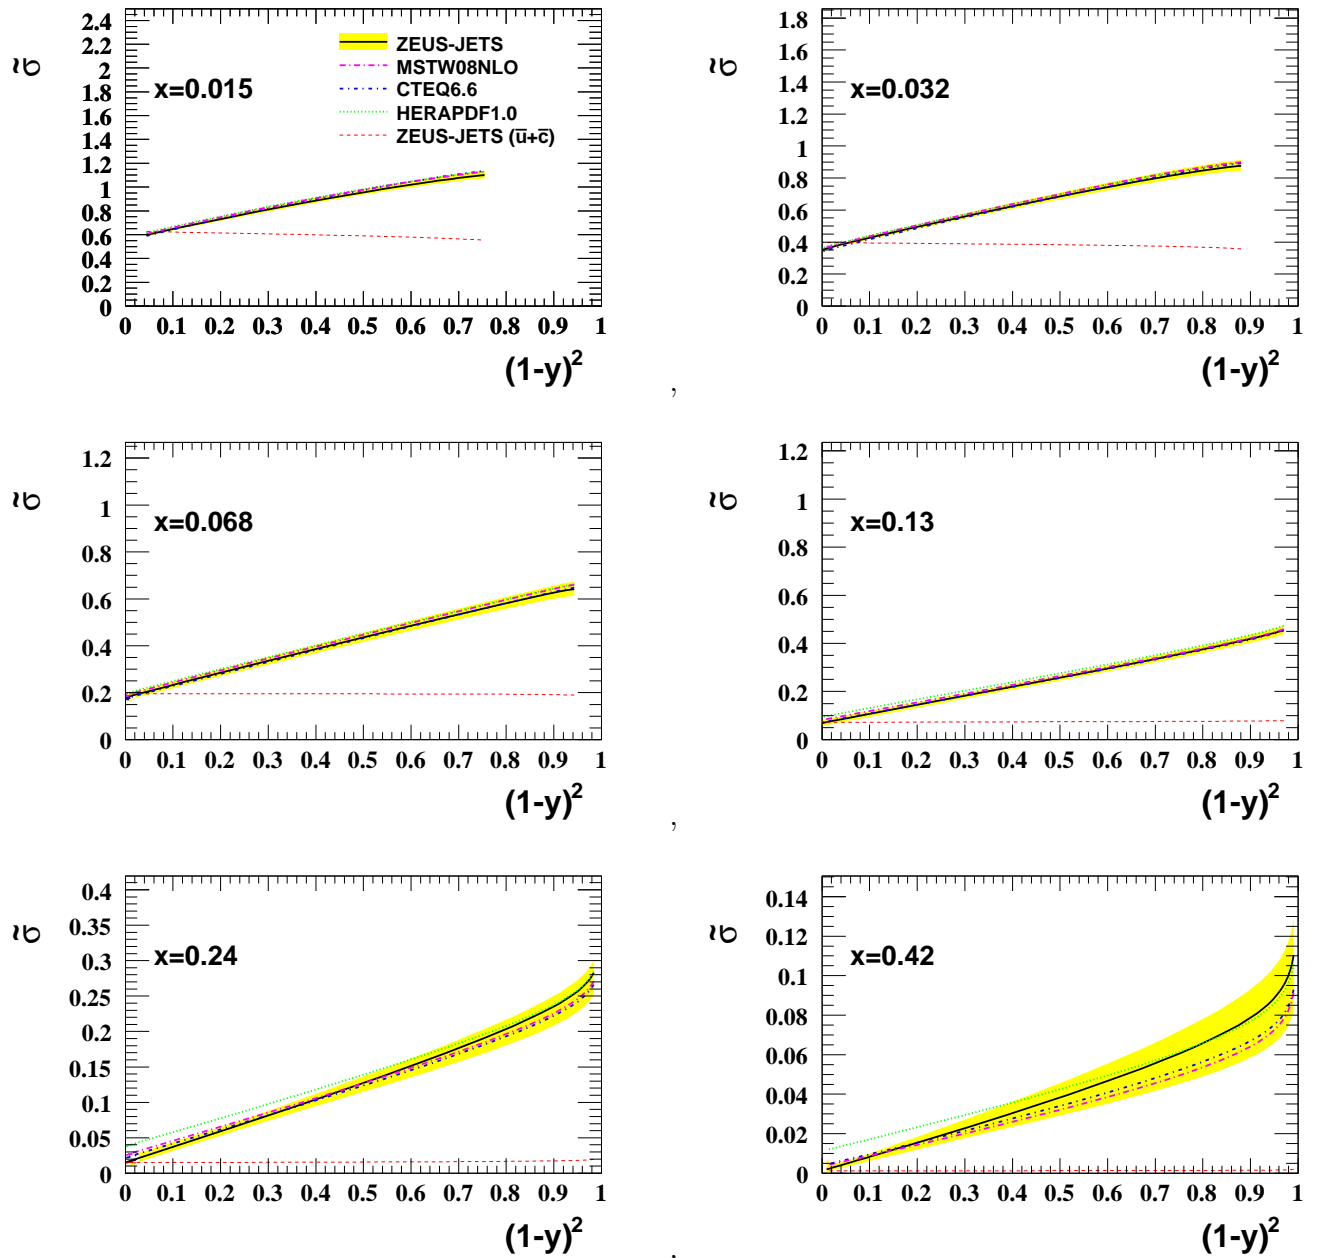 2.4
2.2
2
1.8
1.6
1.4
1.2
1
0.8
0.6
0.4
0.2
0
σ̃
x=0.015
ZEUS-JETS
MSTW08NLO
CTEQ6.6
HERAPDF1.0
ZEUS-JETS (u̅+c̅)
0 0.1 0.2 0.3 0.4 0.5 0.6 0.7 0.8 0.9 1
(1-y)²
,
1.8
1.6
1.4
1.2
1
0.8
0.6
0.4
0.2
0
σ̃
x=0.032
0 0.1 0.2 0.3 0.4 0.5 0.6 0.7 0.8 0.9 1
(1-y)²
1.2
1
0.8
0.6
0.4
0.2
0
σ̃
x=0.068
0 0.1 0.2 0.3 0.4 0.5 0.6 0.7 0.8 0.9 1
(1-y)²
,
1.2
1
0.8
0.6
0.4
0.2
0
σ̃
x=0.13
0 0.1 0.2 0.3 0.4 0.5 0.6 0.7 0.8 0.9 1
(1-y)²
0.4
0.35
0.3
0.25
0.2
0.15
0.1
0.05
0
σ̃
x=0.24
0 0.1 0.2 0.3 0.4 0.5 0.6 0.7 0.8 0.9 1
(1-y)²
,
0.14
0.12
0.1
0.08
0.06
0.04
0.02
0
σ̃
x=0.42
0 0.1 0.2 0.3 0.4 0.5 0.6 0.7 0.8 0.9 1
(1-y)²